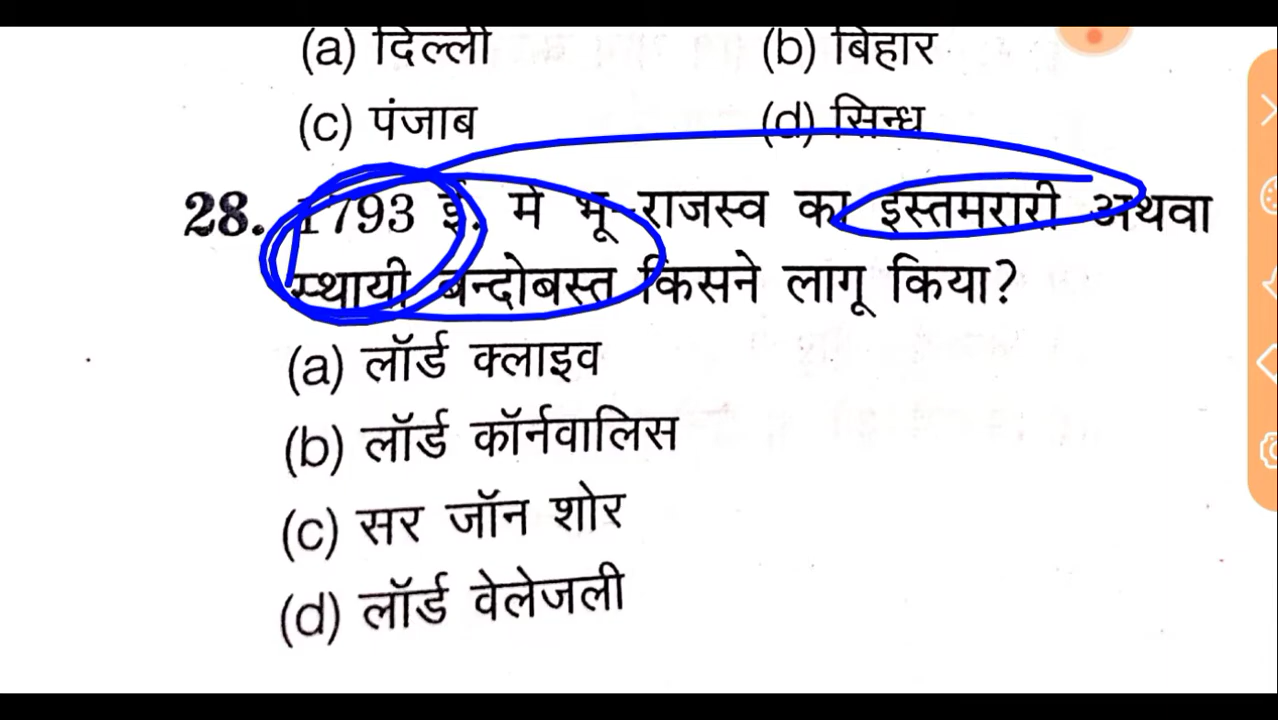 (a) दिल्ली (b) बिहार
(c) पंजाब (d) सिन्ध
28. 1793 ई. में भू-राजस्व का इस्तमरारी अथवा
स्थायी बन्दोबस्त किसने लागू किया?
(a) लॉर्ड क्लाइव
(b) लॉर्ड कॉर्नवालिस
(c) सर जॉन शोर
(d) लॉर्ड वेलेजली